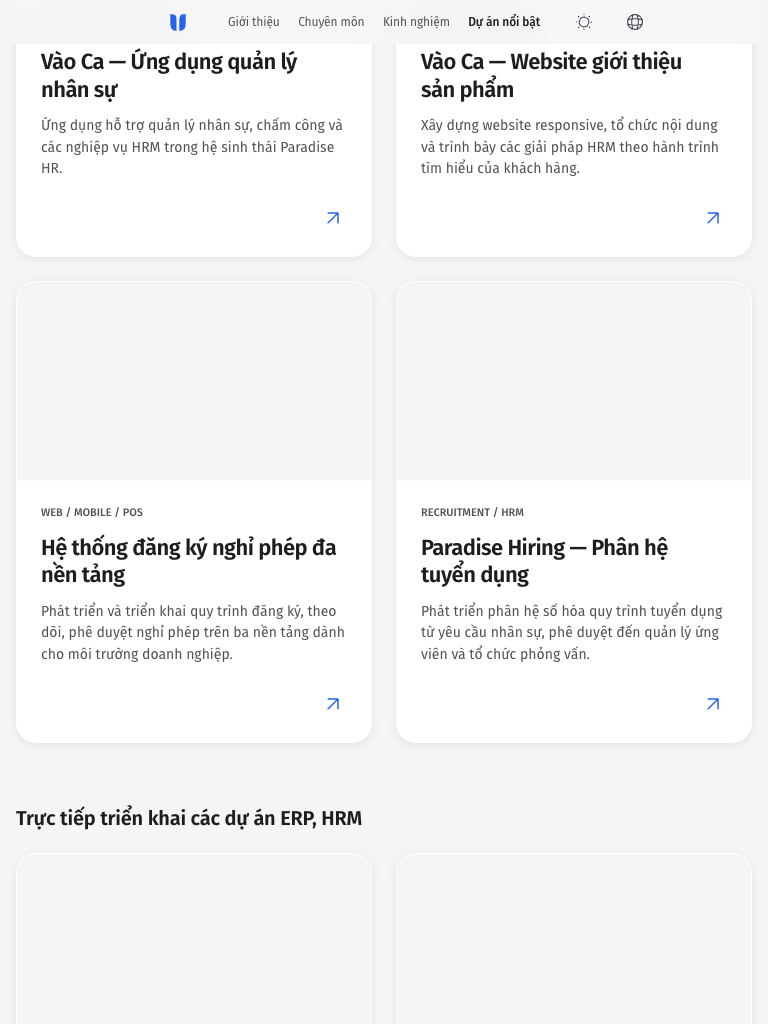 Giới thiệu Chuyên môn Kinh nghiệm Dự án nổi bật
Vào Ca — Ứng dụng quản lý
nhân sự
Ứng dụng hỗ trợ quản lý nhân sự, chấm công và
các nghiệp vụ HRM trong hệ sinh thái Paradise
HR.
Vào Ca — Website giới thiệu
sản phẩm
Xây dựng website responsive, tổ chức nội dung
và trình bày các giải pháp HRM theo hành trình
tìm hiểu của khách hàng.
WEB / MOBILE / POS
Hệ thống đăng ký nghỉ phép đa
nền tảng
Phát triển và triển khai quy trình đăng ký, theo
dõi, phê duyệt nghỉ phép trên ba nền tảng dành
cho môi trường doanh nghiệp.
RECRUITMENT / HRM
Paradise Hiring — Phân hệ
tuyển dụng
Phát triển phân hệ số hóa quy trình tuyển dụng
từ yêu cầu nhân sự, phê duyệt đến quản lý ứng
viên và tổ chức phỏng vấn.
Trực tiếp triển khai các dự án ERP, HRM